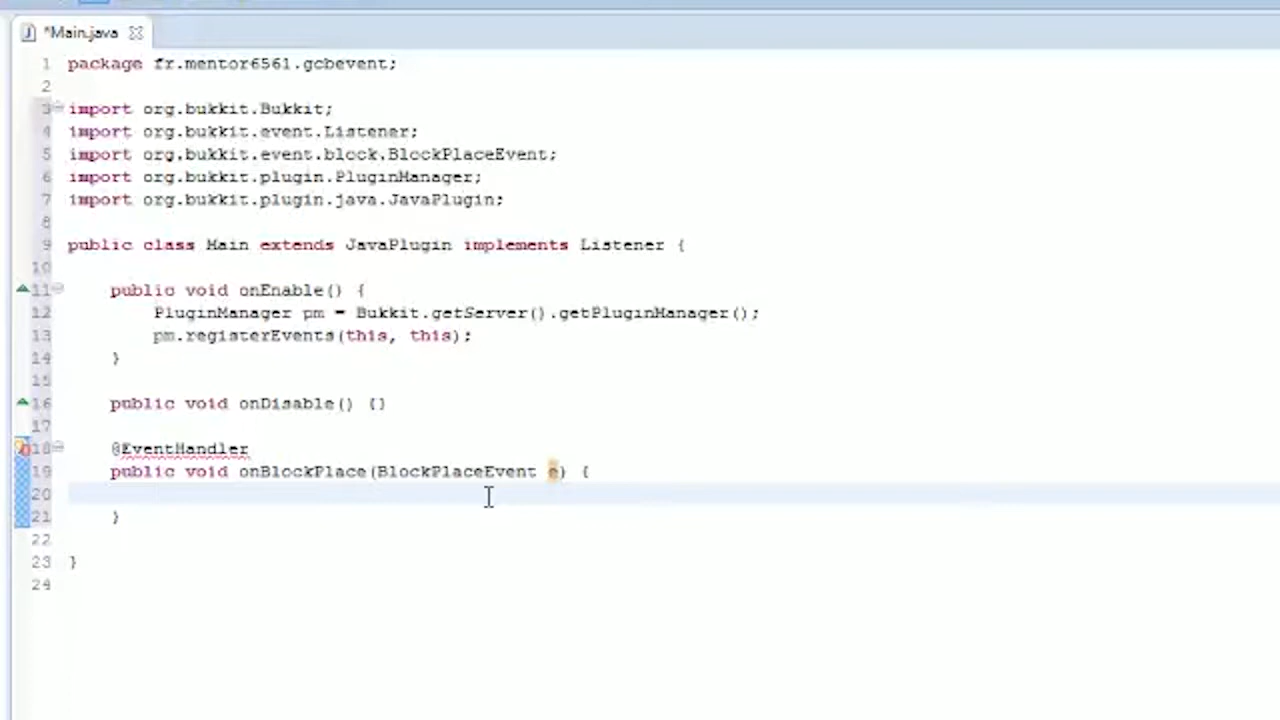 *Main.java
1 package fr.mentor6561.gcbevent;
2
3 import org.bukkit.Bukkit;
4 import org.bukkit.event.Listener;
5 import org.bukkit.event.block.BlockPlaceEvent;
6 import org.bukkit.plugin.PluginManager;
7 import org.bukkit.plugin.java.JavaPlugin;
8
9 public class Main extends JavaPlugin implements Listener {
10
11 public void onEnable() {
12 PluginManager pm = Bukkit.getServer().getPluginManager();
13 pm.registerEvents(this, this);
14 }
15
16 public void onDisable() {}
17
18 @EventHandler
19 public void onBlockPlace(BlockPlaceEvent e) {
20
21 }
22
23 }
24